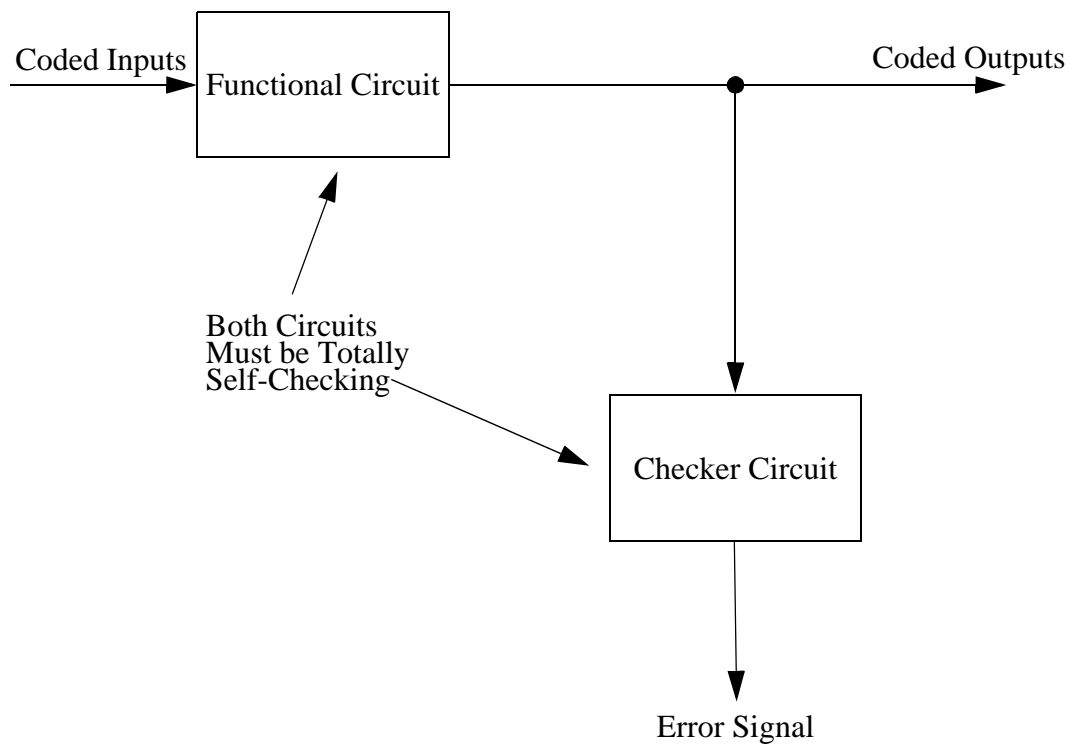 Coded Inputs
Functional Circuit
Coded Outputs
Both Circuits
Must be Totally
Self-Checking
Checker Circuit
Error Signal